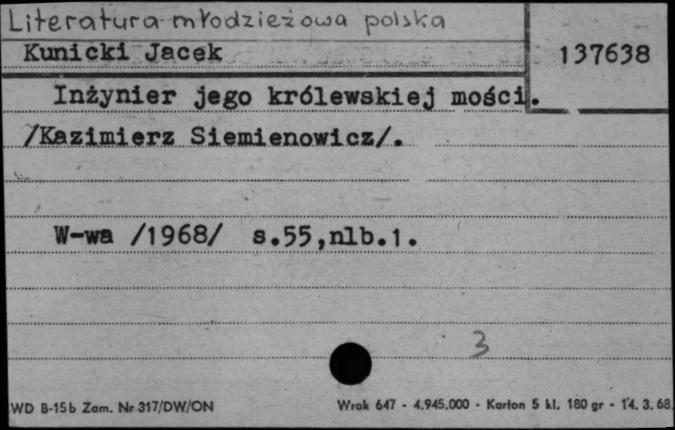 Literatura młodzieżowa polska
Kunicki Jacek
137638
Inżynier jego królewskiej mości.
/Kazimierz Siemienowicz/.
W-wa /1968/ s.55,nlb.1.
3
WD B-15b Zam. Nr 317/DW/ON
Wrak 647 - 4.945.000 - Karton 5 kl. 180 gr - 14. 3. 68.